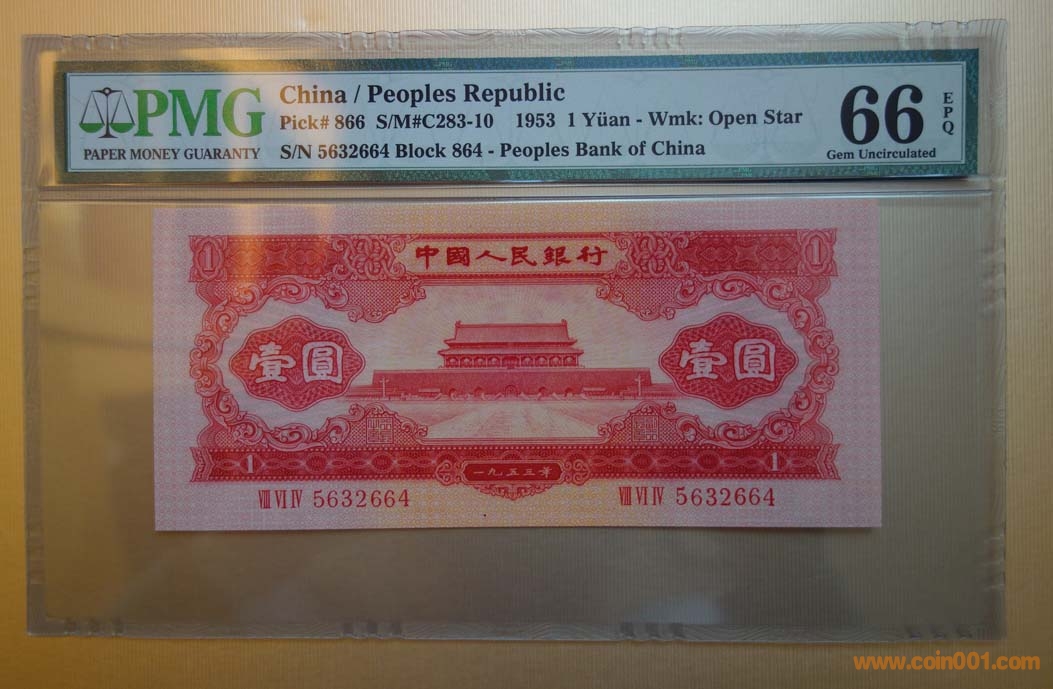 PMG
PAPER MONEY GUARANTY
China / Peoples Republic
Pick# 866 S/M#C283-10 1953 1 Yüan - Wmk: Open Star
S/N 5632664 Block 864 - Peoples Bank of China
66
EPQ
Gem Uncirculated
1 中國人民銀行 1
壹圓 壹圓
1 一九五三年 1
VIII VI IV 5632664 VIII VI IV 5632664
www.coin001.com